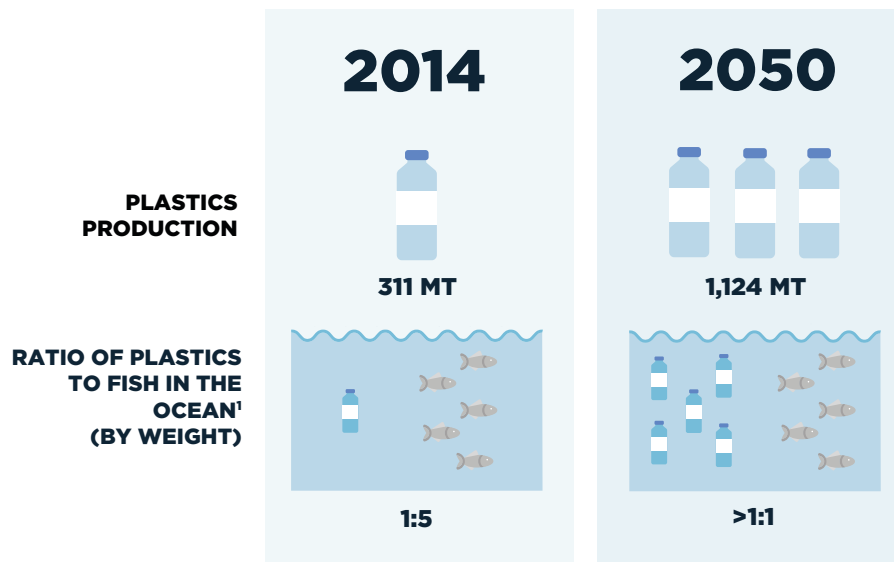 2014
2050
PLASTICS
PRODUCTION
311 MT
1,124 MT
RATIO OF PLASTICS
TO FISH IN THE
OCEAN¹
(BY WEIGHT)
1:5
>1:1